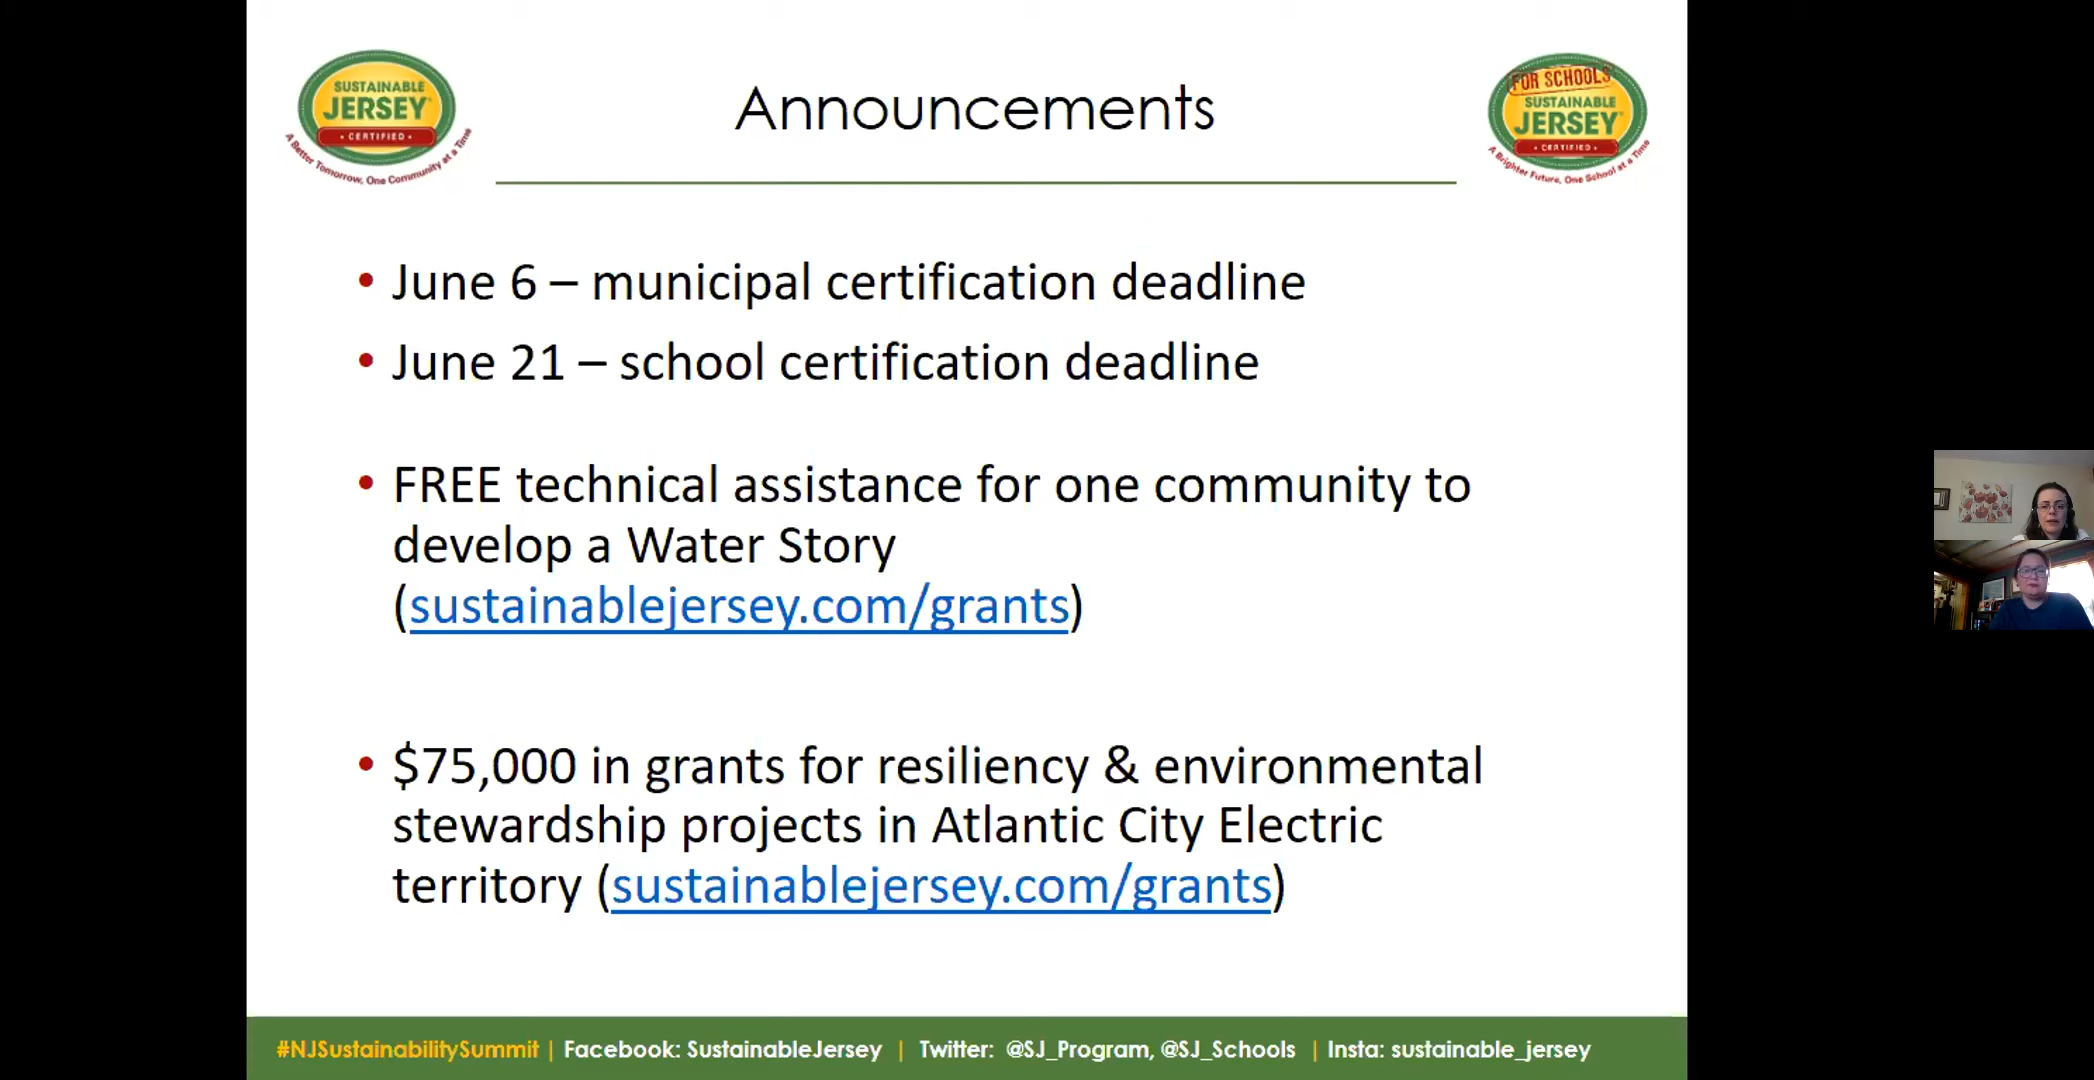 SUSTAINABLE
JERSEY
• CERTIFIED •
A Better Tomorrow, One Community at a Time
Announcements
FOR SCHOOLS
SUSTAINABLE
JERSEY
• CERTIFIED •
A Brighter Future, One School at a Time
• June 6 – municipal certification deadline
• June 21 – school certification deadline
• FREE technical assistance for one community to
develop a Water Story
(sustainablejersey.com/grants)
• $75,000 in grants for resiliency & environmental
stewardship projects in Atlantic City Electric
territory (sustainablejersey.com/grants)
#NJSustainabilitySummit | Facebook: SustainableJersey | Twitter: @SJ_Program, @SJ_Schools | Insta: sustainable_jersey